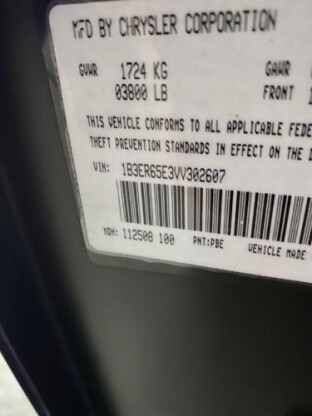 MFD BY CHRYSLER CORPORATION
GVWR 1724 KG GAWR
03800 LB FRONT
THIS VEHICLE CONFORMS TO ALL APPLICABLE FEDE
THEFT PREVENTION STANDARDS IN EFFECT ON THE D
VIN: 1B3ER65E3VV302607
MDH: 112508 100 PNT:PBE VEHICLE MADE